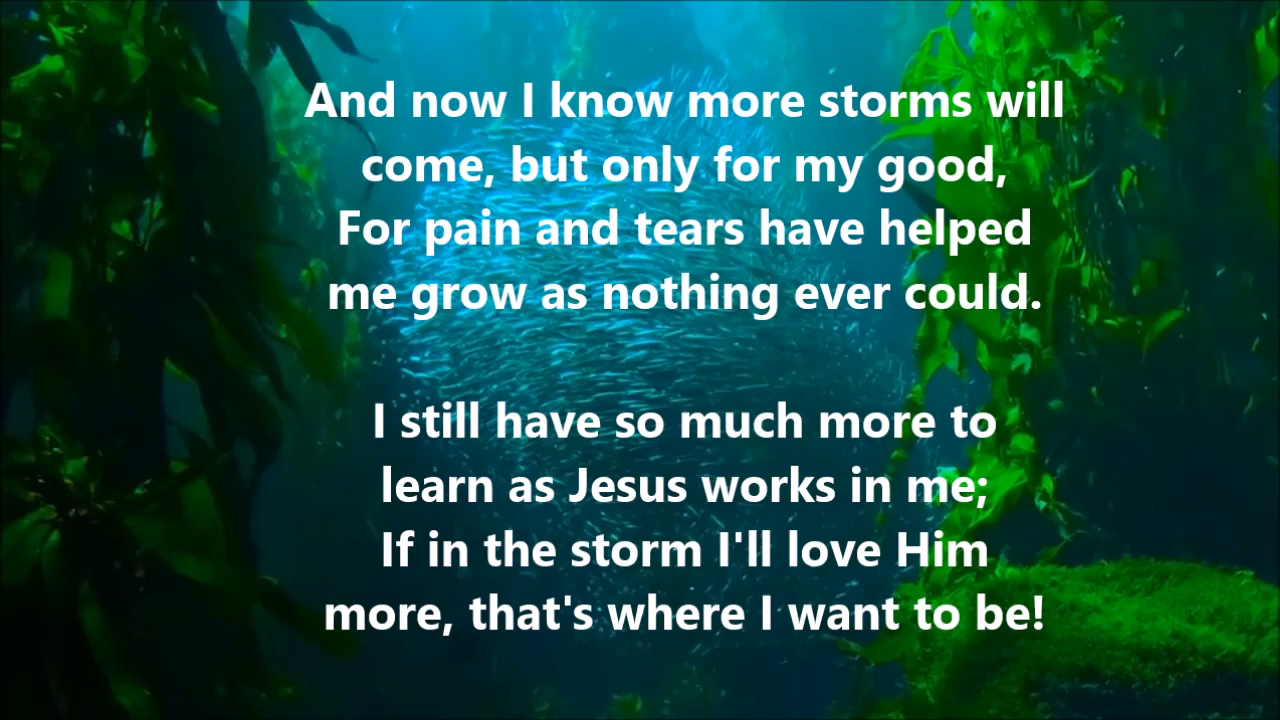 And now I know more storms will
come, but only for my good,
For pain and tears have helped
me grow as nothing ever could.
I still have so much more to
learn as Jesus works in me;
If in the storm I'll love Him
more, that's where I want to be!